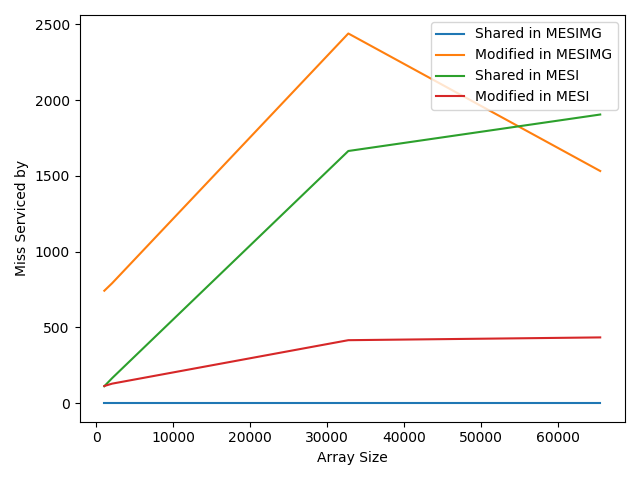 Shared in MESIMG
Modified in MESIMG
Shared in MESI
Modified in MESI
2500
2000
1500
1000
500
0
Miss Serviced by
0 10000 20000 30000 40000 50000 60000
Array Size